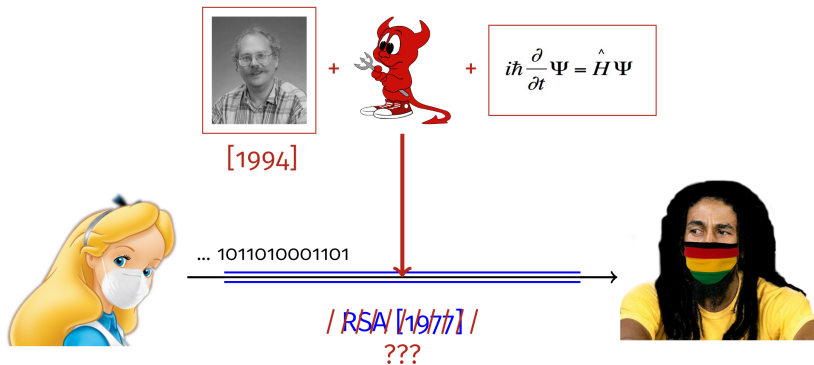 + + iħ ∂/∂t Ψ = Ĥ Ψ
[1994]
... 1011010001101
RSA [1977]
???